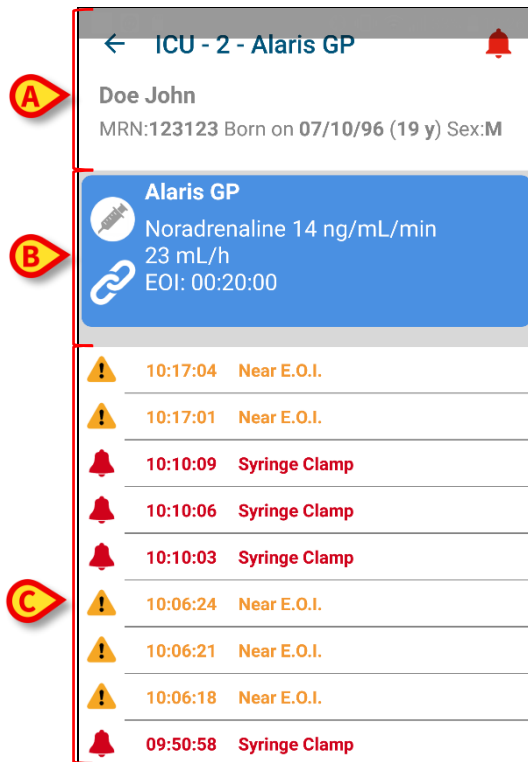 ICU - 2 - Alaris GP
A
Doe John
MRN:123123 Born on 07/10/96 (19 y) Sex:M
Alaris GP
Noradrenaline 14 ng/mL/min
B
23 mL/h
EOI: 00:20:00
10:17:04 Near E.O.I.
10:17:01 Near E.O.I.
10:10:09 Syringe Clamp
10:10:06 Syringe Clamp
10:10:03 Syringe Clamp
C
10:06:24 Near E.O.I.
10:06:21 Near E.O.I.
10:06:18 Near E.O.I.
09:50:58 Syringe Clamp